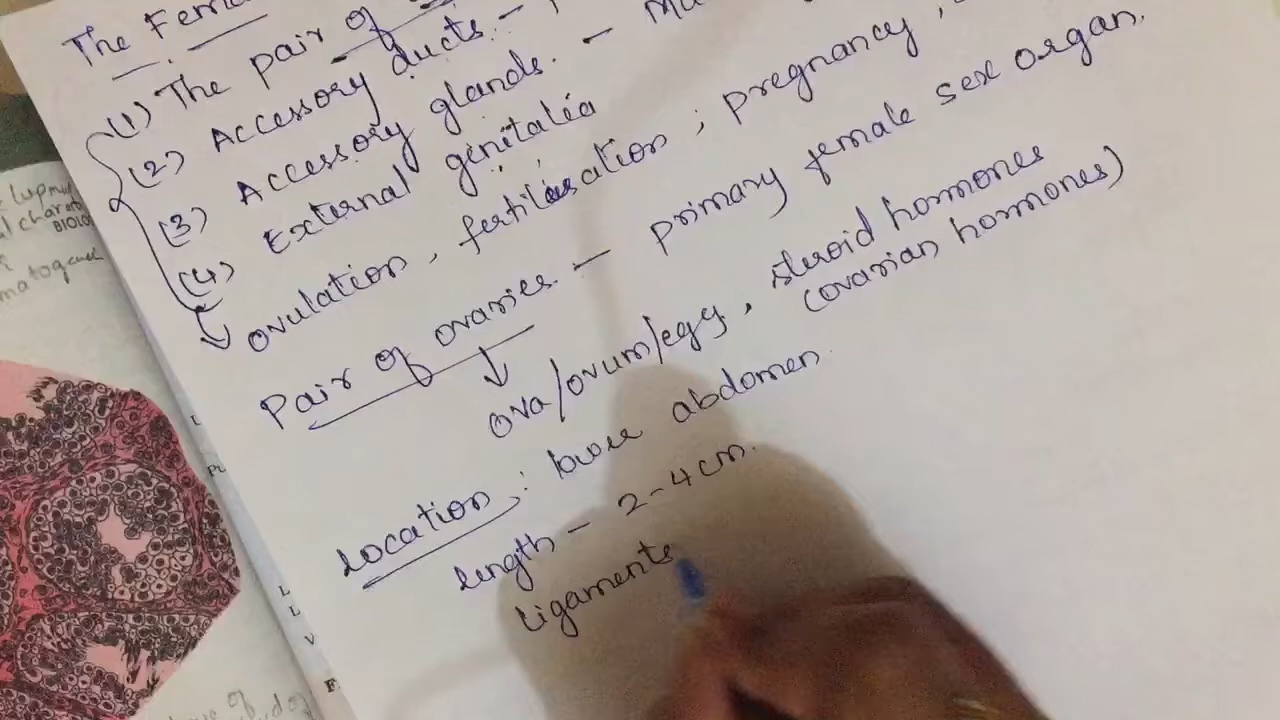 The Fema
(1) The pair of
(2) Accessory ducts. -
(3) Accessory glands. - Ma
(4) External genitalia
ovulation, fertilisation ; pregnancy,
Pair of ovaries. - primary female sex organ.
ova/ovum/egg, steroid hormones
(ovarian hormones)
Location : lower abdomen
length - 2-4 cm.
ligaments
BIOLO
L
L
L
V
F